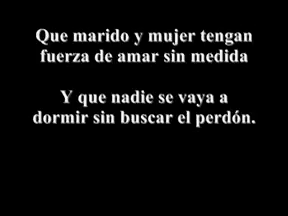 Que marido y mujer tengan
fuerza de amar sin medida
Y que nadie se vaya a
dormir sin buscar el perdón.